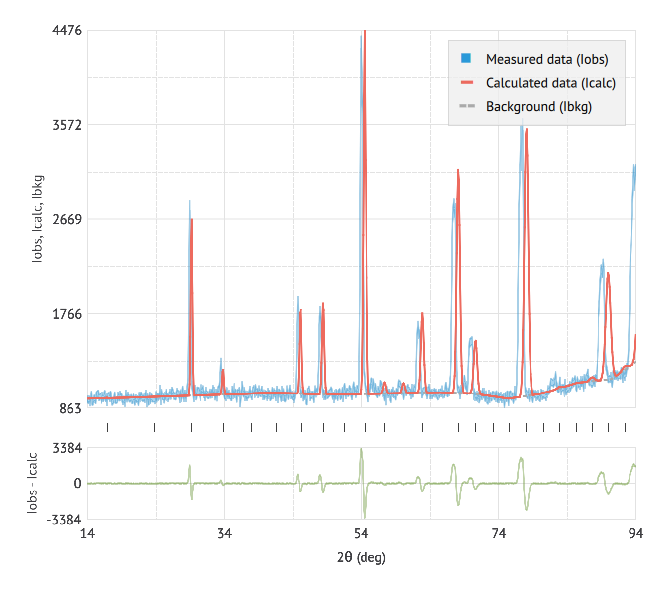 4476
Measured data (Iobs)
Calculated data (Icalc)
Background (Ibkg)
3572
2669
1766
863
Iobs, Icalc, Ibkg
3384
0
-3384
Iobs - Icalc
14 34 54 74 94
2θ (deg)